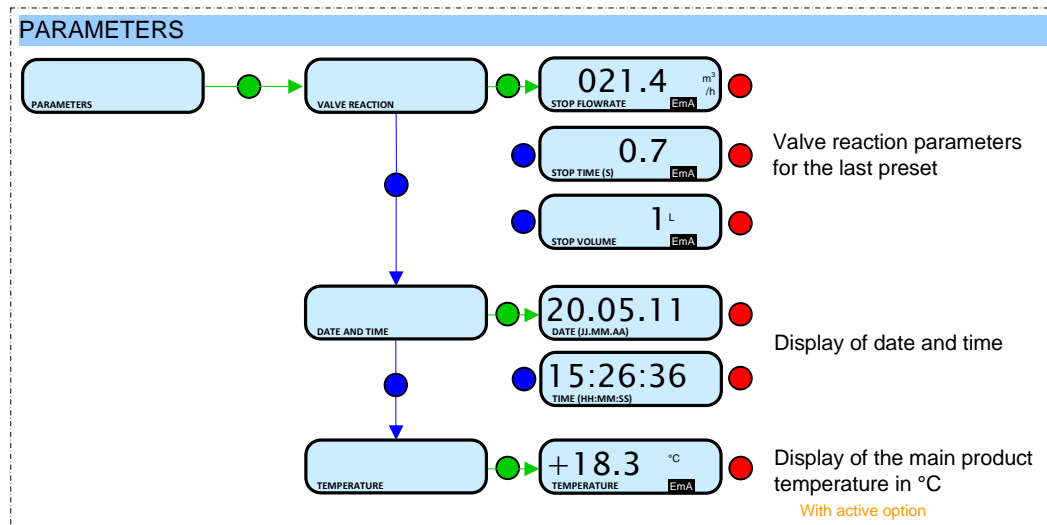 PARAMETERS
PARAMETERS
VALVE REACTION
021.4 m³/h
STOP FLOWRATE EmA
0.7
STOP TIME (S) EmA
1 L
STOP VOLUME EmA
Valve reaction parameters
for the last preset
DATE AND TIME
20.05.11
DATE (JJ.MM.AA)
15:26:36
TIME (HH:MM:SS)
Display of date and time
TEMPERATURE
+18.3 °C
TEMPERATURE EmA
Display of the main product
temperature in °C
With active option